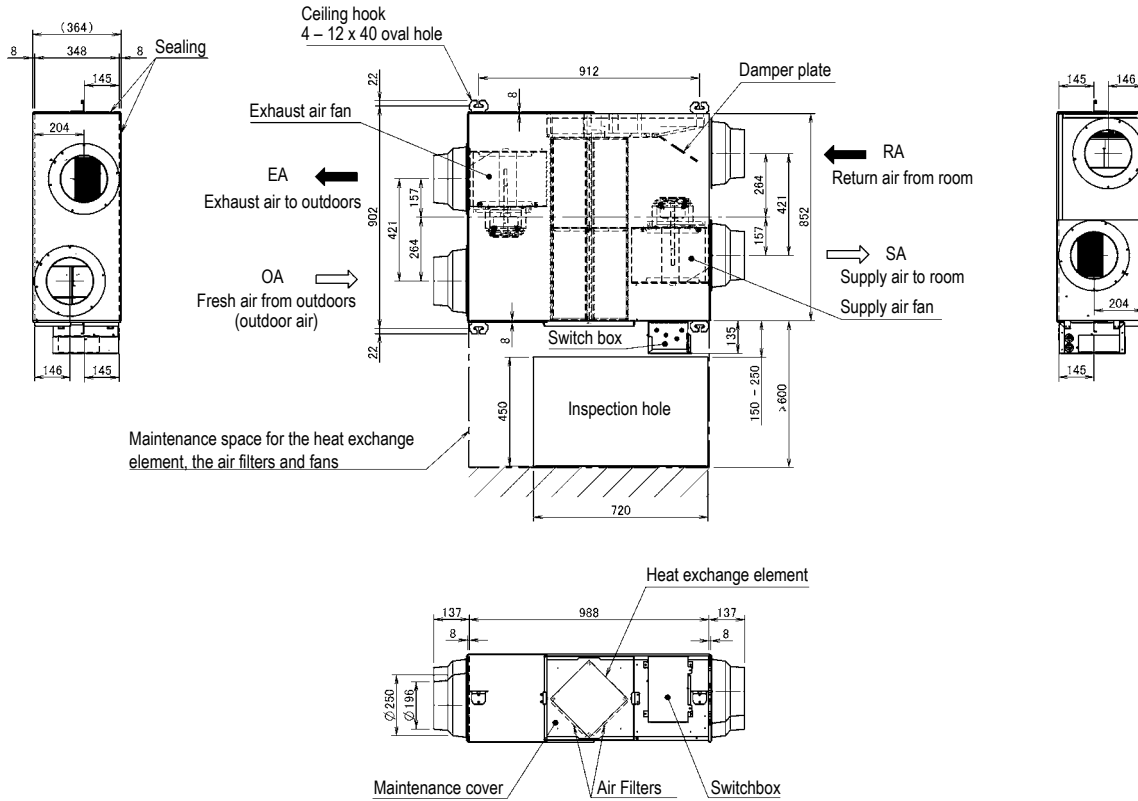 Ceiling hook
4 – 12 x 40 oval hole
(364)
8
348
8
Sealing
145
204
146
145
22
912
8
Damper plate
Exhaust air fan
EA
Exhaust air to outdoors
902
421
157
264
OA
Fresh air from outdoors
(outdoor air)
22
8
Switch box
264
421
157
852
RA
Return air from room
SA
Supply air to room
Supply air fan
145
146
204
145
135
150 – 250
≥600
450
Inspection hole
Maintenance space for the heat exchange
element, the air filters and fans
720
Heat exchange element
137
988
137
8
8
Ø250
Ø196
Maintenance cover
Air Filters
Switchbox